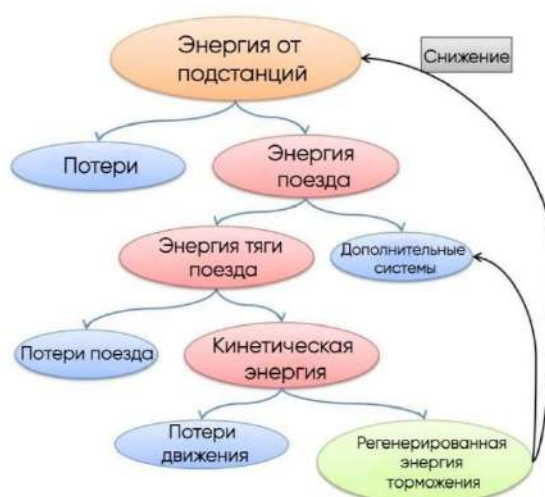 Энергия от
подстанций
Снижение
Потери
Энергия
поезда
Энергия тяги
поезда
Дополнительные
системы
Потери поезда
Кинетическая
энергия
Потери
движения
Регенерированная
энергия
торможения